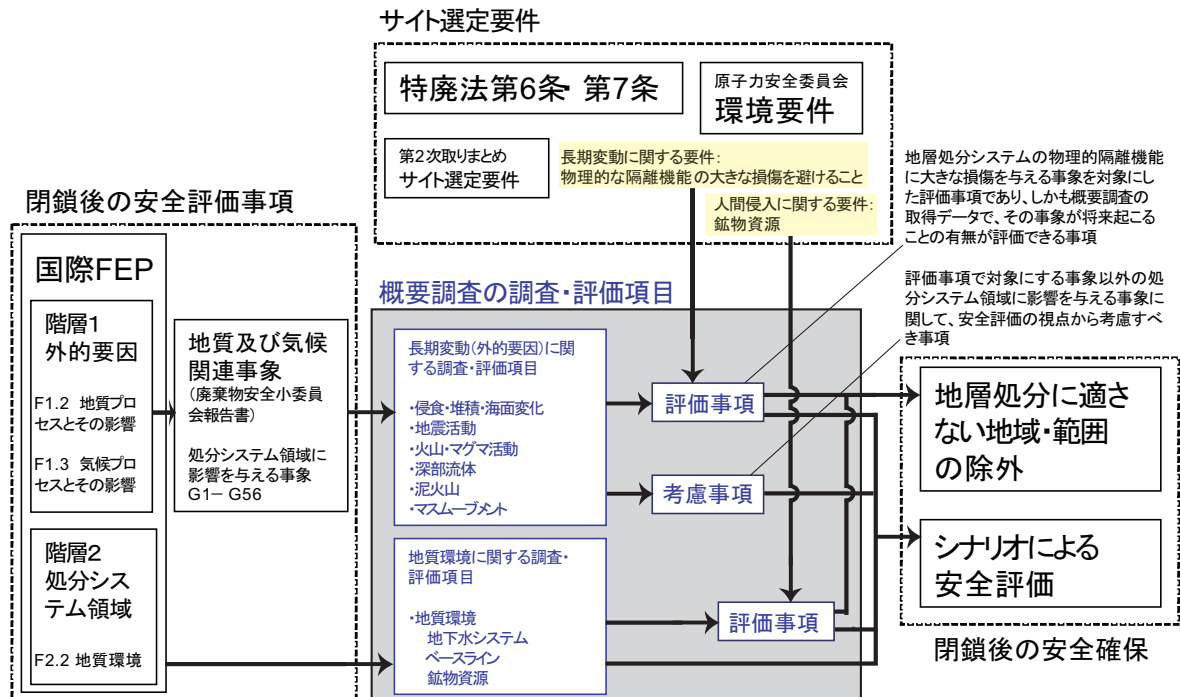 サイト選定要件
特廃法第6条・第7条
原子力安全委員会
環境要件
第2次取りまとめ
サイト選定要件
長期変動に関する要件：
物理的な隔離機能の大きな損傷を避けること
人間侵入に関する要件：
鉱物資源
地層処分システムの物理的隔離機能
に大きな損傷を与える事象を対象にし
た評価事項であり、しかも概要調査の
取得データで、その事象が将来起こる
ことの有無が評価できる事項
評価事項で対象にする事象以外の処
分システム領域に影響を与える事象に
関して、安全評価の視点から考慮すべ
き事項
閉鎖後の安全評価事項
国際FEP
階層1
外的要因
F1.2 地質プロ
セスとその影響
F1.3 気候プロ
セスとその影響
階層2
処分シス
テム領域
F2.2 地質環境
地質及び気候
関連事象
（廃棄物安全小委員
会報告書）
処分システム領域に
影響を与える事象
G1－G56
概要調査の調査・評価項目
長期変動（外的要因）に関
する調査・評価項目
・侵食・堆積・海面変化
・地震活動
・火山・マグマ活動
・深部流体
・泥火山
・マスムーブメント
評価事項
考慮事項
地質環境に関する調査・
評価項目
・地質環境
地下水システム
ベースライン
鉱物資源
評価事項
地層処分に適さ
ない地域・範囲
の除外
シナリオによる
安全評価
閉鎖後の安全確保